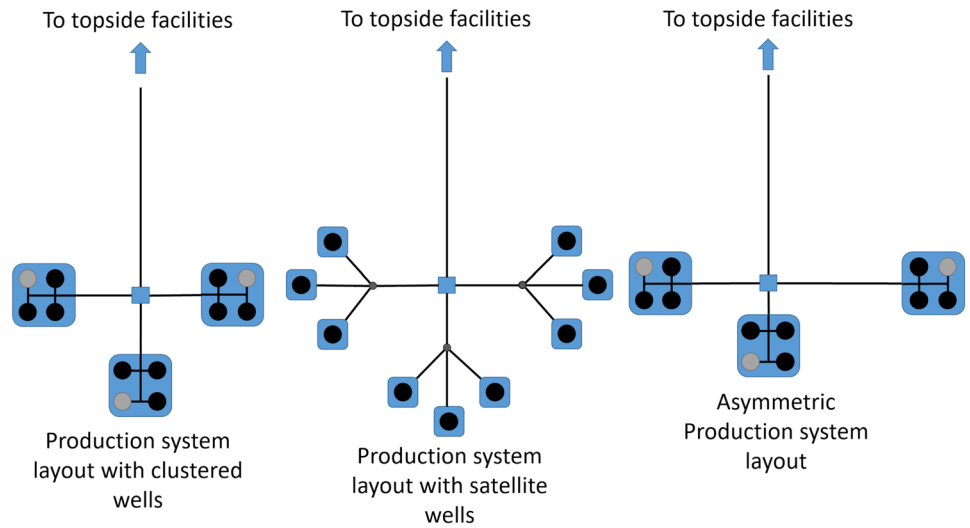 To topside facilities
To topside facilities
To topside facilities
Production system
layout with clustered
wells
Production system
layout with satellite
wells
Asymmetric
Production system
layout